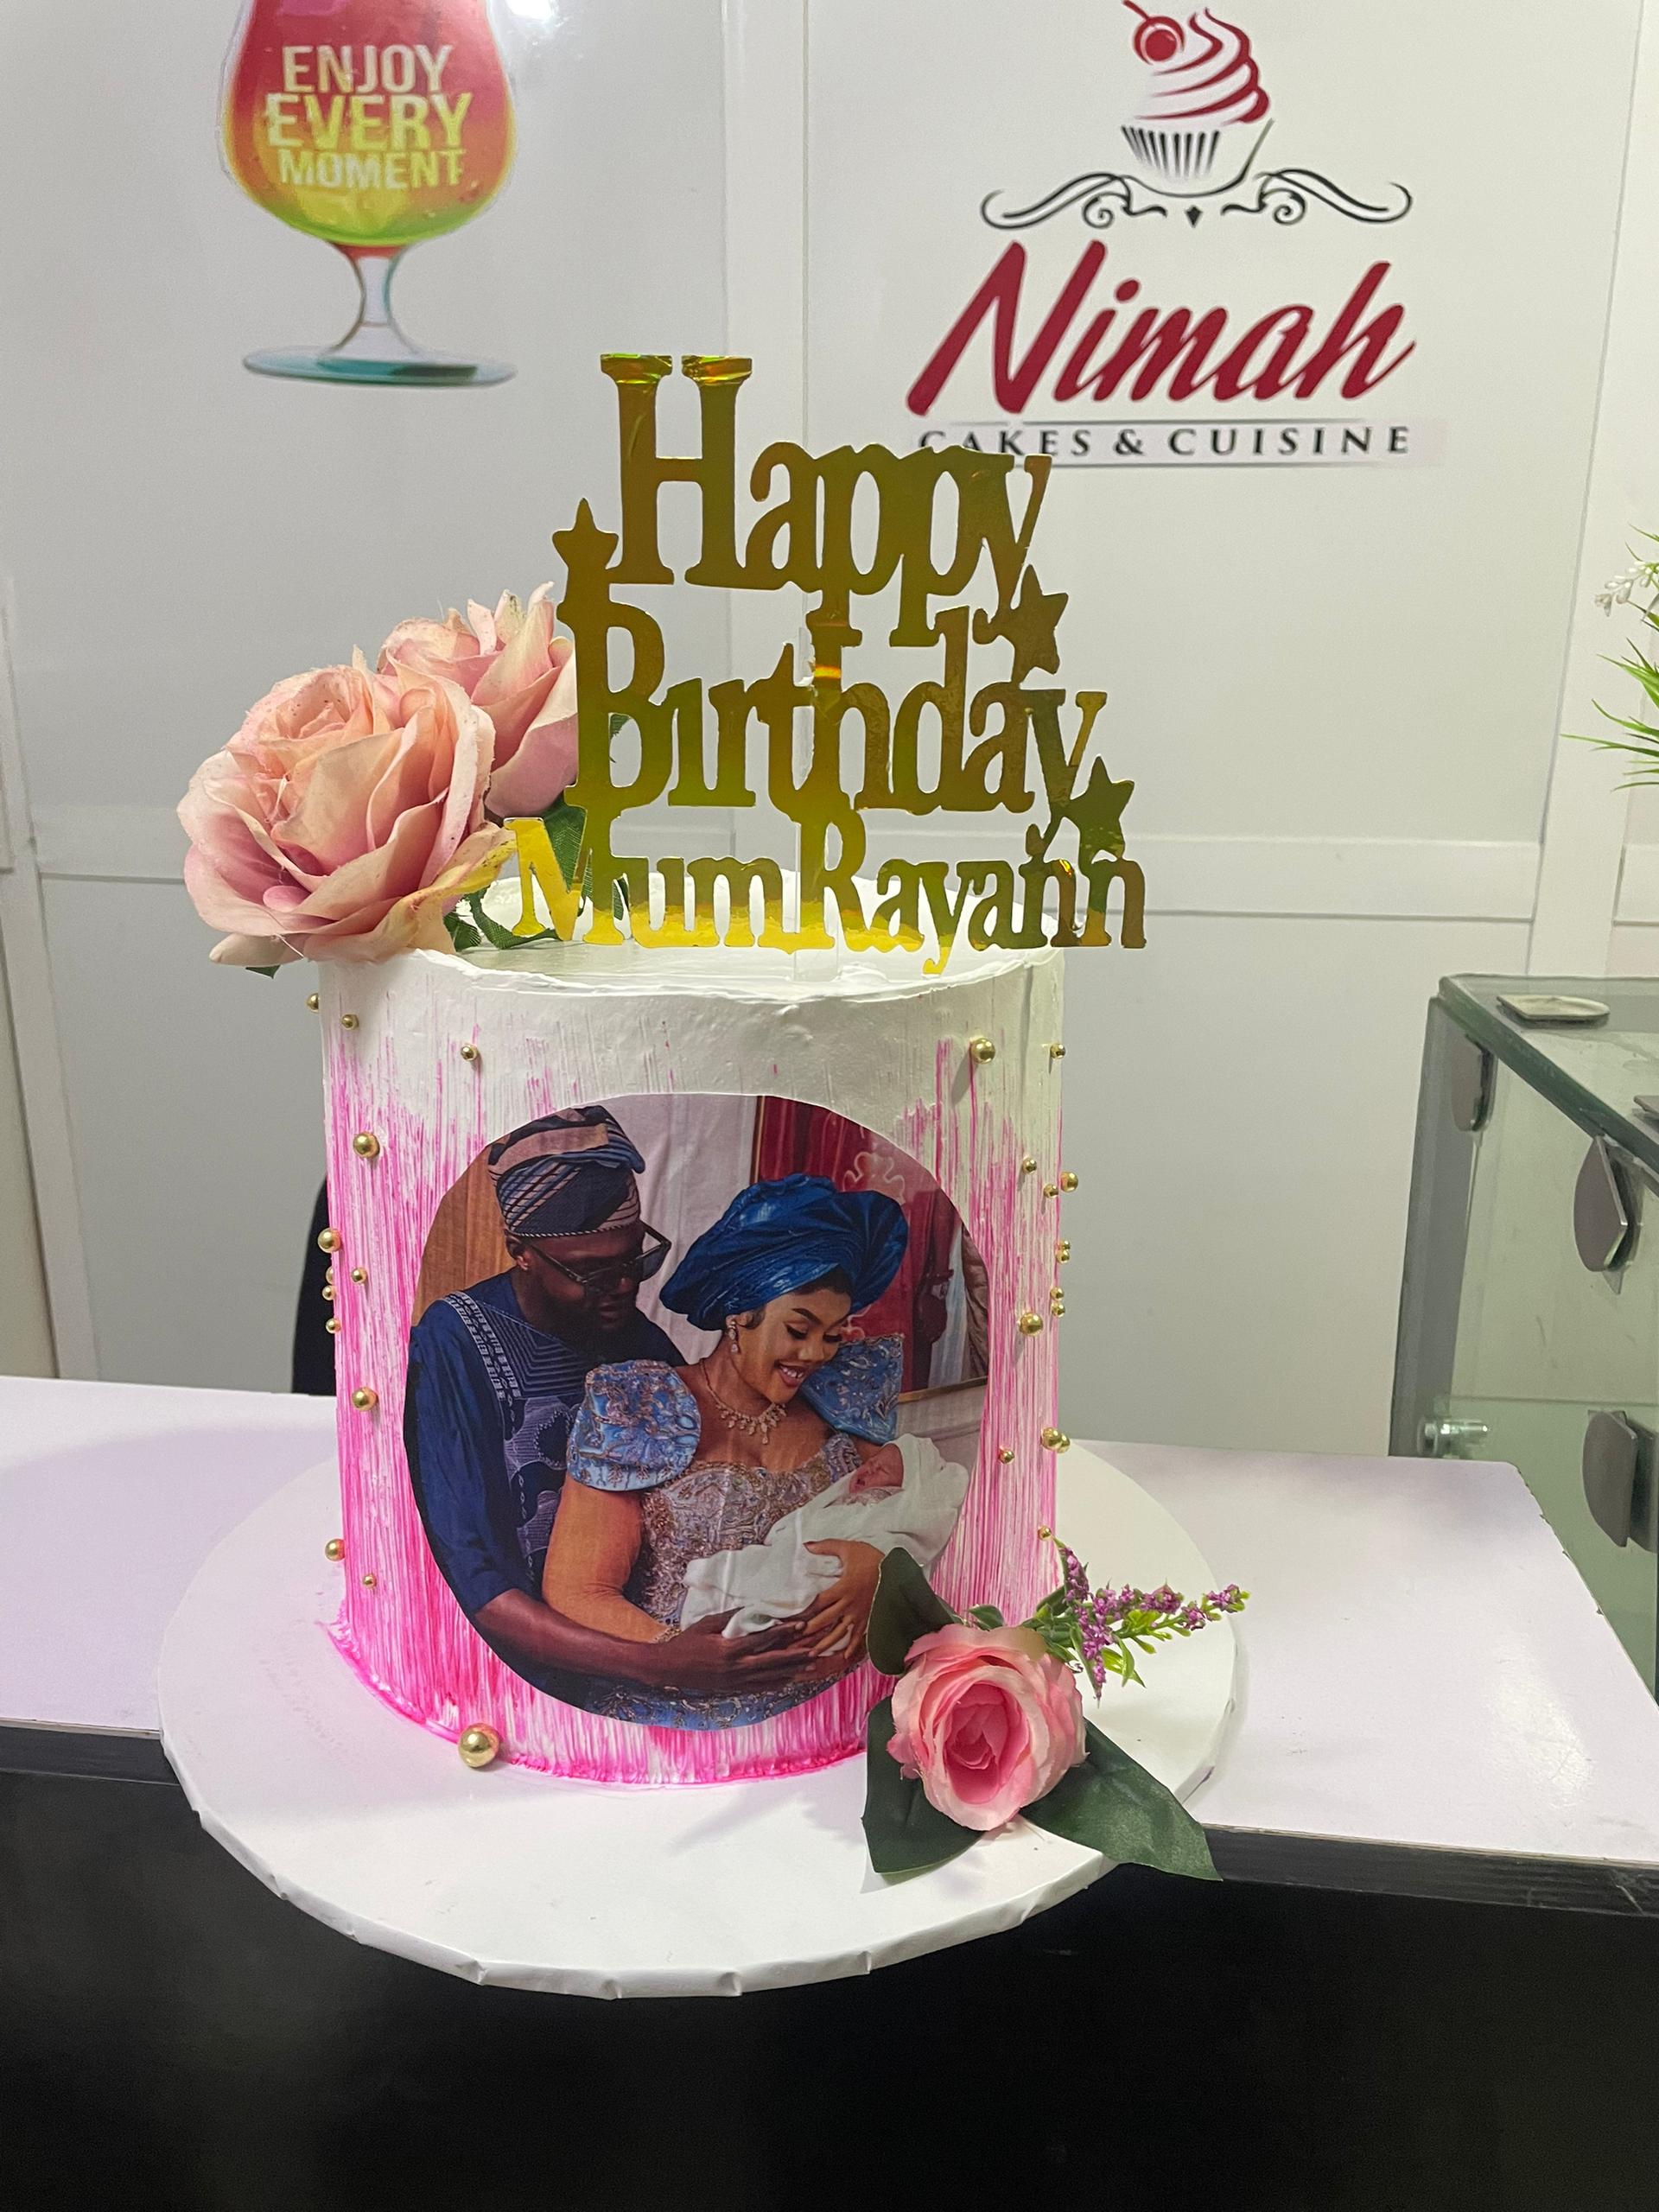 ENJOY
EVERY
MOMENT
Nimah
CAKES & CUISINE
Happy
Birthday
Mum Rayann